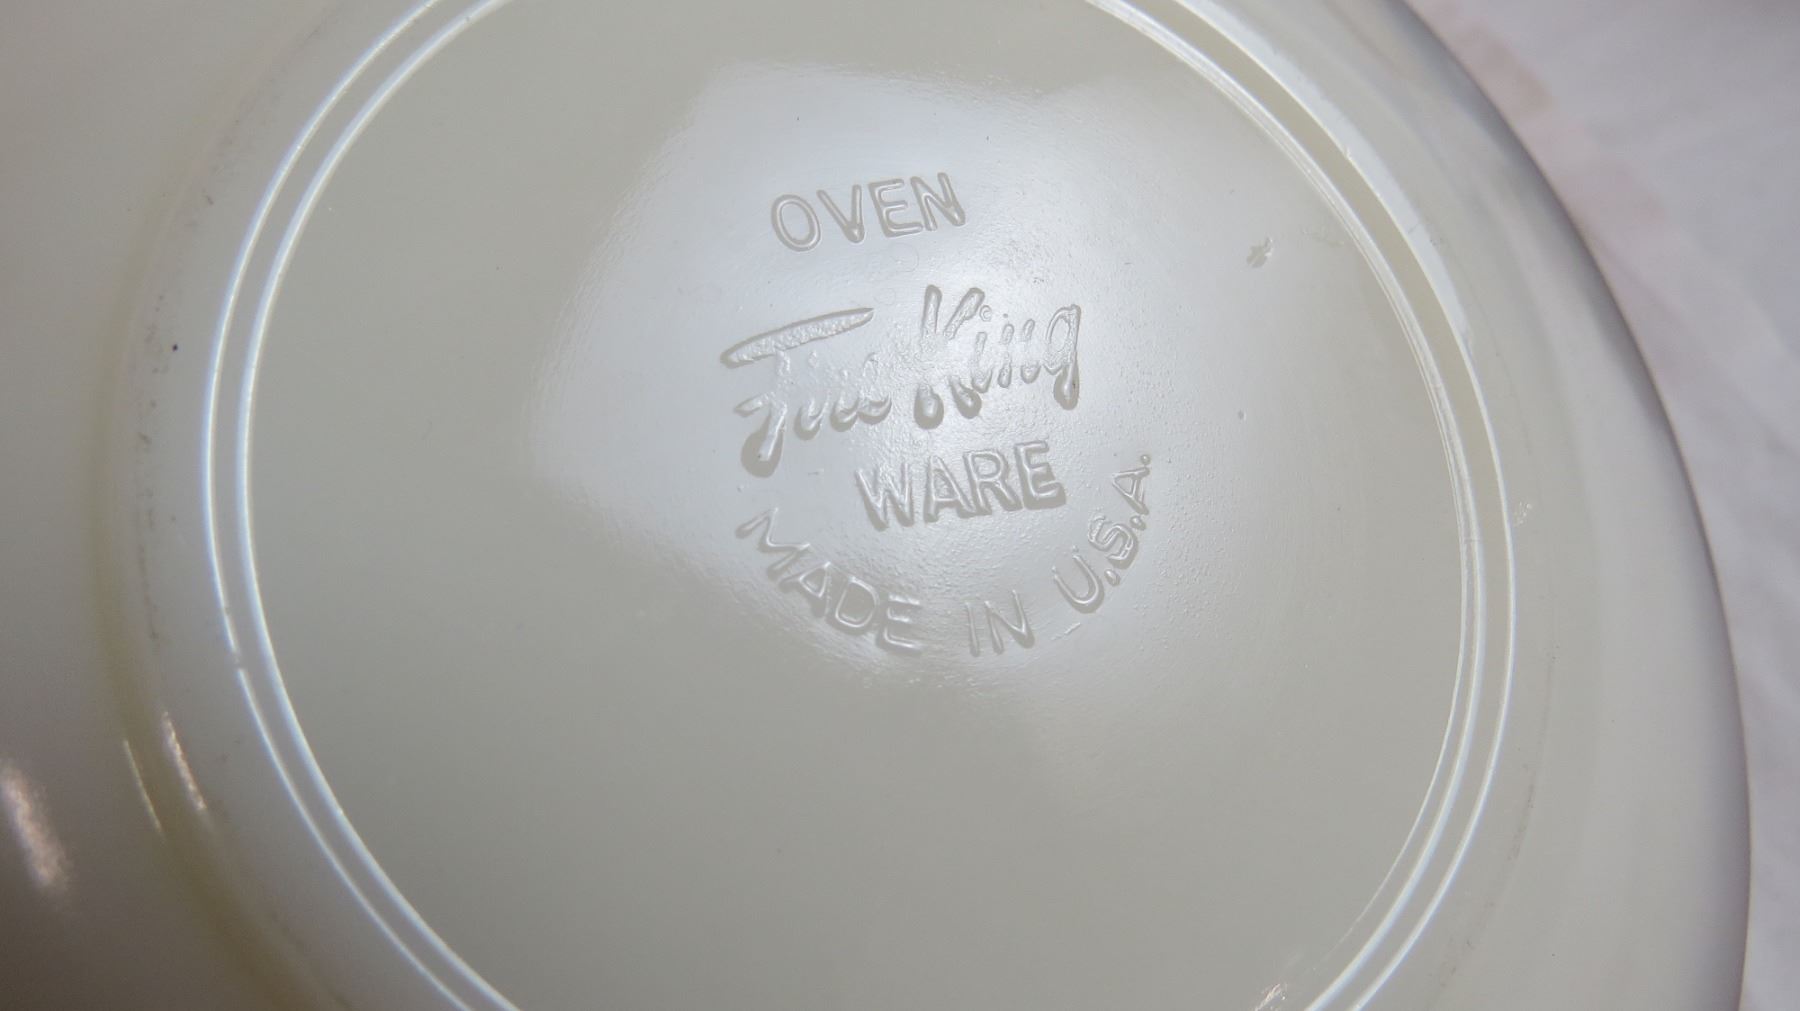 OVEN
Fire King
WARE
MADE IN U.S.A.